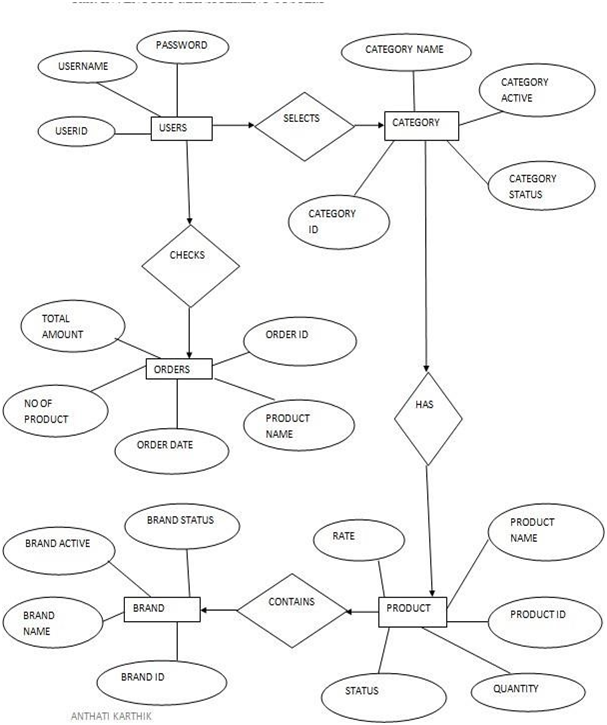 PASSWORD
USERNAME
USERID
USERS
SELECTS
CATEGORY NAME
CATEGORY
ACTIVE
CATEGORY
CATEGORY
STATUS
CATEGORY
ID
CHECKS
TOTAL
AMOUNT
ORDER ID
ORDERS
NO OF
PRODUCT
PRODUCT
NAME
ORDER DATE
HAS
BRAND STATUS
BRAND ACTIVE
BRAND
BRAND
NAME
BRAND ID
CONTAINS
RATE
PRODUCT
NAME
PRODUCT
PRODUCT ID
STATUS
QUANTITY
ANTHATI KARTHIK